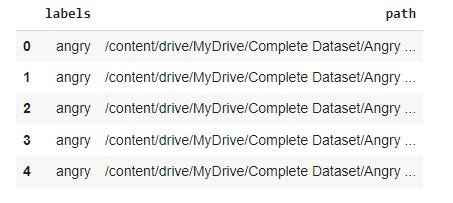 labels path
0 angry /content/drive/MyDrive/Complete Dataset/Angry ...
1 angry /content/drive/MyDrive/Complete Dataset/Angry ...
2 angry /content/drive/MyDrive/Complete Dataset/Angry ...
3 angry /content/drive/MyDrive/Complete Dataset/Angry ...
4 angry /content/drive/MyDrive/Complete Dataset/Angry ...